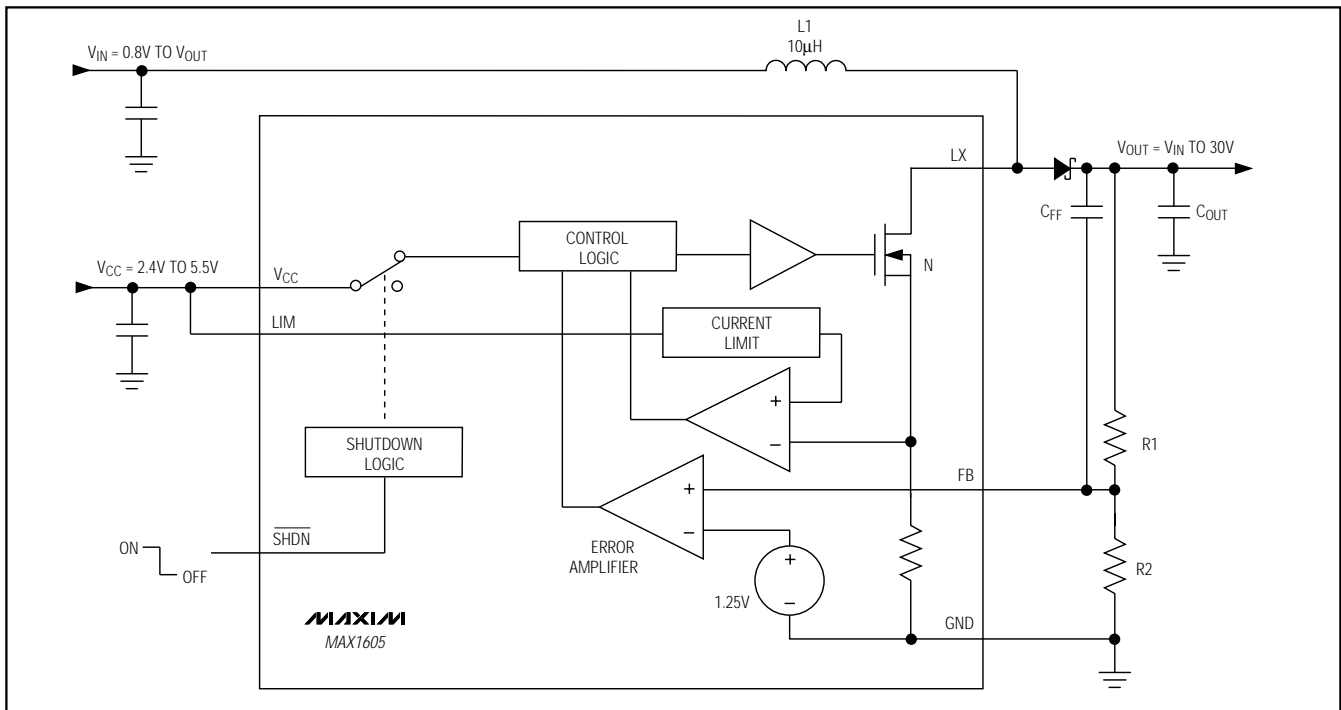 L1
10µH
VIN = 0.8V TO VOUT
LX
VOUT = VIN TO 30V
CFF
COUT
CONTROL
LOGIC
N
VCC = 2.4V TO 5.5V
VCC
LIM
CURRENT
LIMIT
+
−
SHUTDOWN
LOGIC
R1
FB
+
−
SHDN
ON
OFF
ERROR
AMPLIFIER
+
1.25V
−
R2
GND
MAXIM
MAX1605